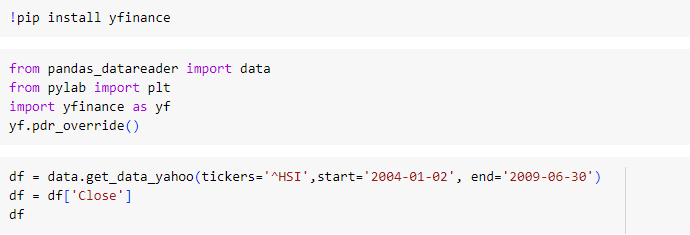 !pip install yfinance
from pandas_datareader import data
from pylab import plt
import yfinance as yf
yf.pdr_override()
df = data.get_data_yahoo(tickers='^HSI',start='2004-01-02', end='2009-06-30')
df = df['Close']
df